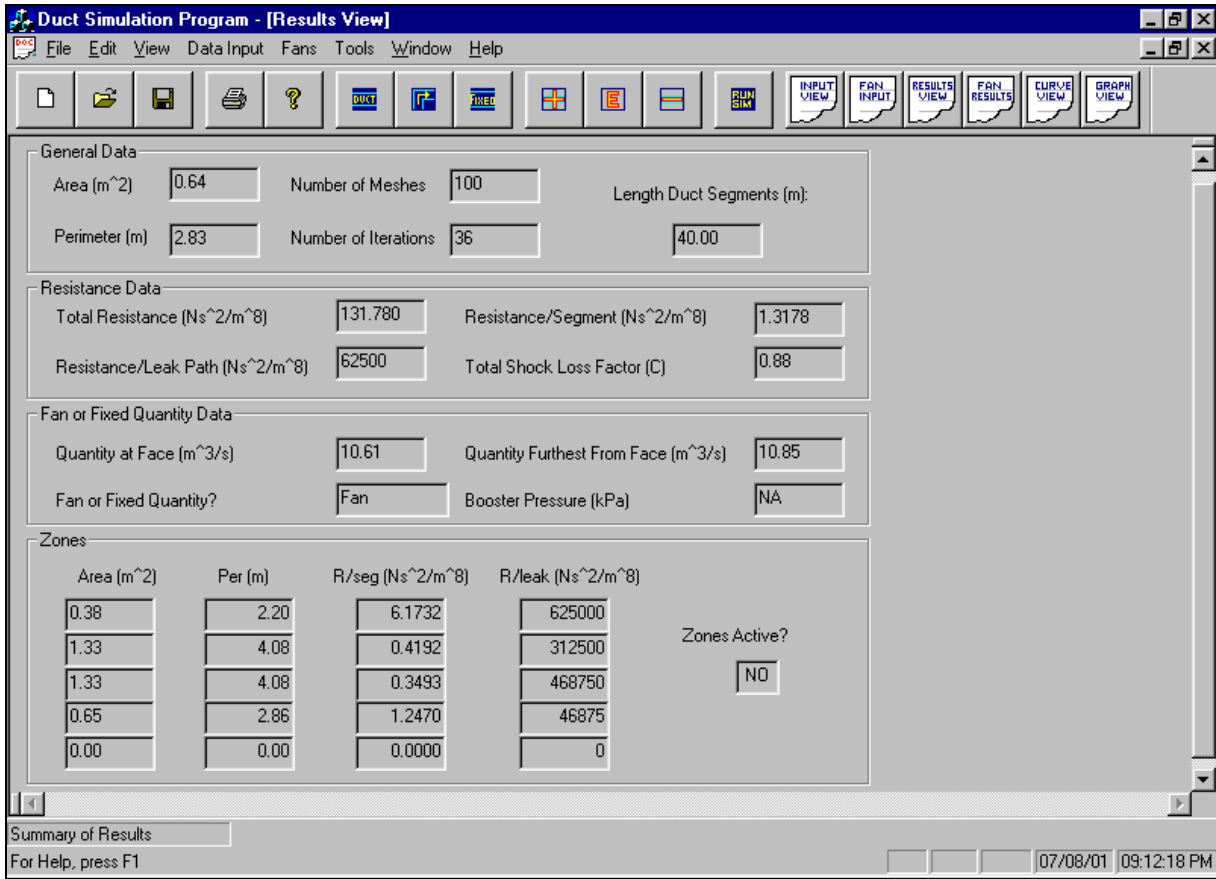 Duct Simulation Program - [Results View]
DOC File Edit View Data Input Fans Tools Window Help
DUCT FIXED E RUN SIM INPUT VIEW FAN INPUT RESULTS VIEW FAN RESULTS CURVE VIEW GRAPH VIEW
General Data
Area (m^2) 0.64 Number of Meshes 100 Length Duct Segments (m):
Perimeter (m) 2.83 Number of Iterations 36 40.00
Resistance Data
Total Resistance (Ns^2/m^8) 131.780 Resistance/Segment (Ns^2/m^8) 1.3178
Resistance/Leak Path (Ns^2/m^8) 62500 Total Shock Loss Factor (C) 0.88
Fan or Fixed Quantity Data
Quantity at Face (m^3/s) 10.61 Quantity Furthest From Face (m^3/s) 10.85
Fan or Fixed Quantity? Fan Booster Pressure (kPa) NA
Zones
Area (m^2) Per (m) R/seg (Ns^2/m^8) R/leak (Ns^2/m^8)
0.38 2.20 6.1732 625000
Zones Active?
1.33 4.08 0.4192 312500
NO
1.33 4.08 0.3493 468750
0.65 2.86 1.2470 46875
0.00 0.00 0.0000 0
Summary of Results
For Help, press F1 07/08/01 09:12:18 PM